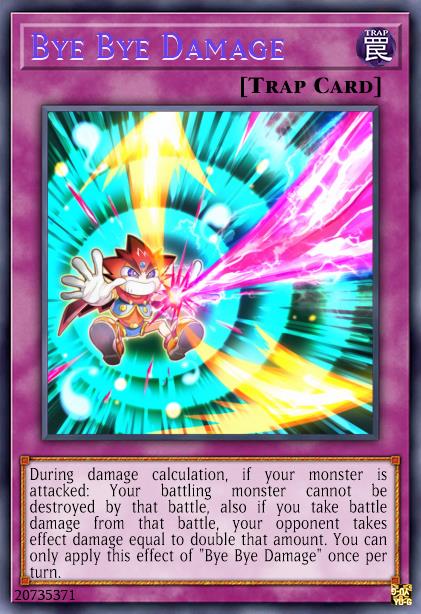 Bye Bye Damage
TRAP
罠
[Trap Card]
N
During damage calculation, if your monster is
attacked: Your battling monster cannot be
destroyed by that battle, also if you take battle
damage from that battle, your opponent takes
effect damage equal to double that amount. You can
only apply this effect of "Bye Bye Damage" once per
turn.
20735371